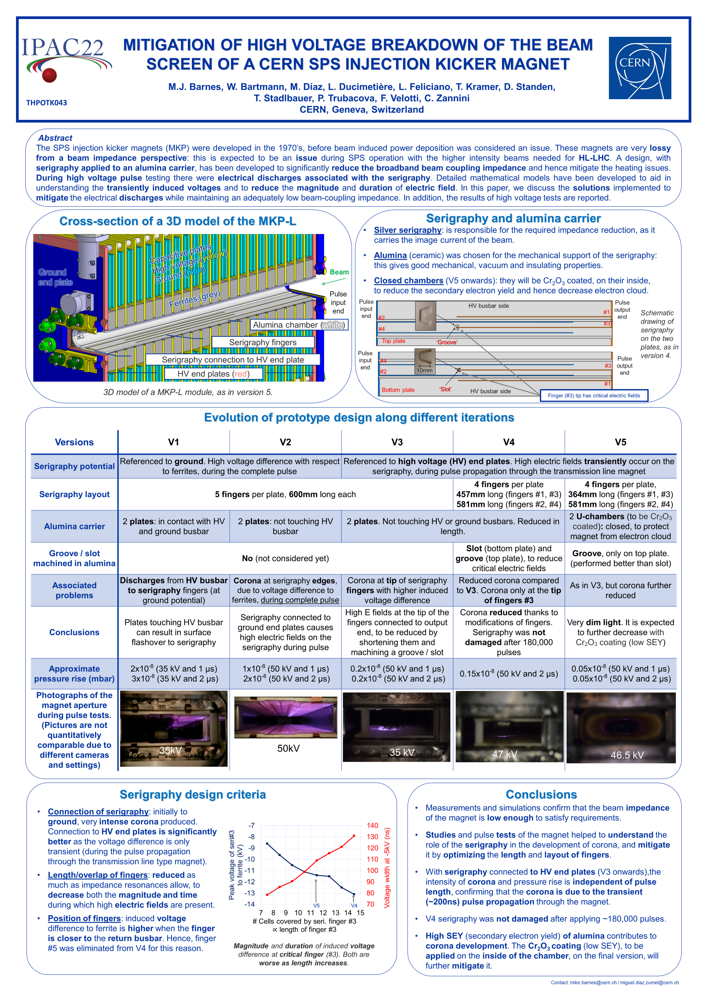 IPAC22
THPOTK043
MITIGATION OF HIGH VOLTAGE BREAKDOWN OF THE BEAM
SCREEN OF A CERN SPS INJECTION KICKER MAGNET
M.J. Barnes, W. Bartmann, M. Díaz, L. Ducimetière, L. Feliciano, T. Kramer, D. Standen,
T. Stadlbauer, P. Trubacova, F. Velotti, C. Zannini
CERN, Geneva, Switzerland
CERN
Abstract
The SPS injection kicker magnets (MKP) were developed in the 1970's, before beam induced power deposition was considered an issue. These magnets are very lossy
from a beam impedance perspective: this is expected to be an issue during SPS operation with the higher intensity beams needed for HL-LHC. A design, with
serigraphy applied to an alumina carrier, has been developed to significantly reduce the broadband beam coupling impedance and hence mitigate the heating issues.
During high voltage pulse testing there were electrical discharges associated with the serigraphy. Detailed mathematical models have been developed to aid in
understanding the transiently induced voltages and to reduce the magnitude and duration of electric field. In this paper, we discuss the solutions implemented to
mitigate the electrical discharges while maintaining an adequately low beam-coupling impedance. In addition, the results of high voltage tests are reported.
Cross-section of a 3D model of the MKP-L
Ground
end plate
Capacitive plates
High voltage (yellow)
Ground (blue)
Ferrites (grey)
Beam
Pulse
input
end
Alumina chamber (white)
Serigraphy fingers
Serigraphy connection to HV end plate
HV end plates (red)
3D model of a MKP-L module, as in version 5.
Serigraphy and alumina carrier
• Silver serigraphy: is responsible for the required impedance reduction, as it
carries the image current of the beam.
• Alumina (ceramic) was chosen for the mechanical support of the serigraphy:
this gives good mechanical, vacuum and insulating properties.
• Closed chambers (V5 onwards): they will be Cr2O3 coated, on their inside,
to reduce the secondary electron yield and hence decrease electron cloud.
Pulse
input
end
HV busbar side
#2
#4
#1
#3
Top plate
'Groove'
Pulse
output
end
Pulse
input
end
#4
#2
10mm
#3
#1
Bottom plate
'Slot'
HV busbar side
Pulse
output
end
Finger (#3) tip has critical electric fields
Schematic
drawing of
serigraphy
on the two
plates, as in
version 4.
Evolution of prototype design along different iterations
Versions V1 V2 V3 V4 V5
Serigraphy potential
Referenced to ground. High voltage difference with respect
to ferrites, during the complete pulse
Referenced to high voltage (HV) end plates. High electric fields transiently occur on the
serigraphy, during pulse propagation through the transmission line magnet
Serigraphy layout
5 fingers per plate, 600mm long each
4 fingers per plate
457mm long (fingers #1, #3)
581mm long (fingers #2, #4)
4 fingers per plate,
364mm long (fingers #1, #3)
581mm long (fingers #2, #4)
Alumina carrier
2 plates: in contact with HV
and ground busbar
2 plates: not touching HV
busbar
2 plates. Not touching HV or ground busbars. Reduced in
length.
2 U-chambers (to be Cr2O3
coated): closed, to protect
magnet from electron cloud
Groove / slot
machined in alumina
No (not considered yet)
Slot (bottom plate) and
groove (top plate), to reduce
critical electric fields
Groove, only on top plate.
(performed better than slot)
Associated
problems
Discharges from HV busbar
to serigraphy fingers (at
ground potential)
Corona at serigraphy edges,
due to voltage difference to
ferrites, during complete pulse
Corona at tip of serigraphy
fingers with higher induced
voltage difference
Reduced corona compared
to V3. Corona only at the tip
of fingers #3
As in V3, but corona further
reduced
Conclusions
Plates touching HV busbar
can result in surface
flashover to serigraphy
Serigraphy connected to
ground end plates causes
high electric fields on the
serigraphy during pulse
High E fields at the tip of the
fingers connected to output
end, to be reduced by
shortening them and
machining a groove / slot
Corona reduced thanks to
modifications of fingers.
Serigraphy was not
damaged after 180,000
pulses
Very dim light. It is expected
to further decrease with
Cr2O3 coating (low SEY)
Approximate
pressure rise (mbar)
2x10-8 (35 kV and 1 µs)
3x10-8 (35 kV and 2 µs)
1x10-8 (50 kV and 1 µs)
2x10-8 (50 kV and 2 µs)
0.2x10-8 (50 kV and 1 µs)
0.2x10-8 (50 kV and 2 µs)
0.15x10-8 (50 kV and 2 µs)
0.05x10-8 (50 kV and 1 µs)
0.05x10-8 (50 kV and 2 µs)
Photographs of the
magnet aperture
during pulse tests.
(Pictures are not
quantitatively
comparable due to
different cameras
and settings)
35kV
50kV
35 kV
47 kV
46.5 kV
Serigraphy design criteria
• Connection of serigraphy: initially to
ground, very intense corona produced.
Connection to HV end plates is significantly
better as the voltage difference is only
transient (during the pulse propagation
through the transmission line type magnet).
• Length/overlap of fingers: reduced as
much as impedance resonances allow, to
decrease both the magnitude and time
during which high electric fields are present.
• Position of fingers: induced voltage
difference to ferrite is higher when the finger
is closer to the return busbar. Hence, finger
#5 was eliminated from V4 for this reason.
Peak voltage of seri#3
to ferrite (kV)
-7
-8
-9
-10
-11
-12
-13
-14
140
130
120
110
100
90
80
70
Voltage width at -5kV (ns)
V5
V4
7 8 9 10 11 12 13 14 15
# Cells covered by seri. finger #3
∝ length of finger #3
Magnitude and duration of induced voltage
difference at critical finger (#3). Both are
worse as length increases.
Conclusions
• Measurements and simulations confirm that the beam impedance
of the magnet is low enough to satisfy requirements.
• Studies and pulse tests of the magnet helped to understand the
role of the serigraphy in the development of corona, and mitigate
it by optimizing the length and layout of fingers.
• With serigraphy connected to HV end plates (V3 onwards),the
intensity of corona and pressure rise is independent of pulse
length, confirming that the corona is due to the transient
(~200ns) pulse propagation through the magnet.
• V4 serigraphy was not damaged after applying ~180,000 pulses.
• High SEY (secondary electron yield) of alumina contributes to
corona development. The Cr2O3 coating (low SEY), to be
applied on the inside of the chamber, on the final version, will
further mitigate it.
Contact: mike.barnes@cern.ch / miguel.diaz.zumel@cern.ch